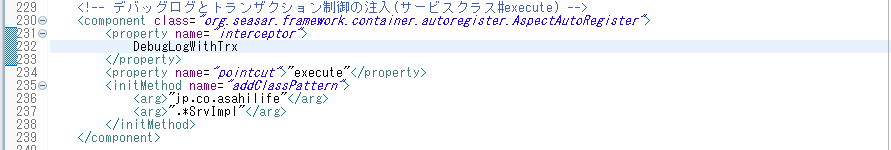 229 <!-- デバッグログとトランザクション制御の注入(サービスクラス#execute) -->
230 <component class="org.seasar.framework.container.autoregister.AspectAutoRegister">
231 <property name="interceptor">
232 DebugLogWithTrx
233 </property>
234 <property name="pointcut">"execute"</property>
235 <initMethod name="addClassPattern">
236 <arg>"jp.co.asahilife"</arg>
237 <arg>".*SrvImpl"</arg>
238 </initMethod>
239 </component>